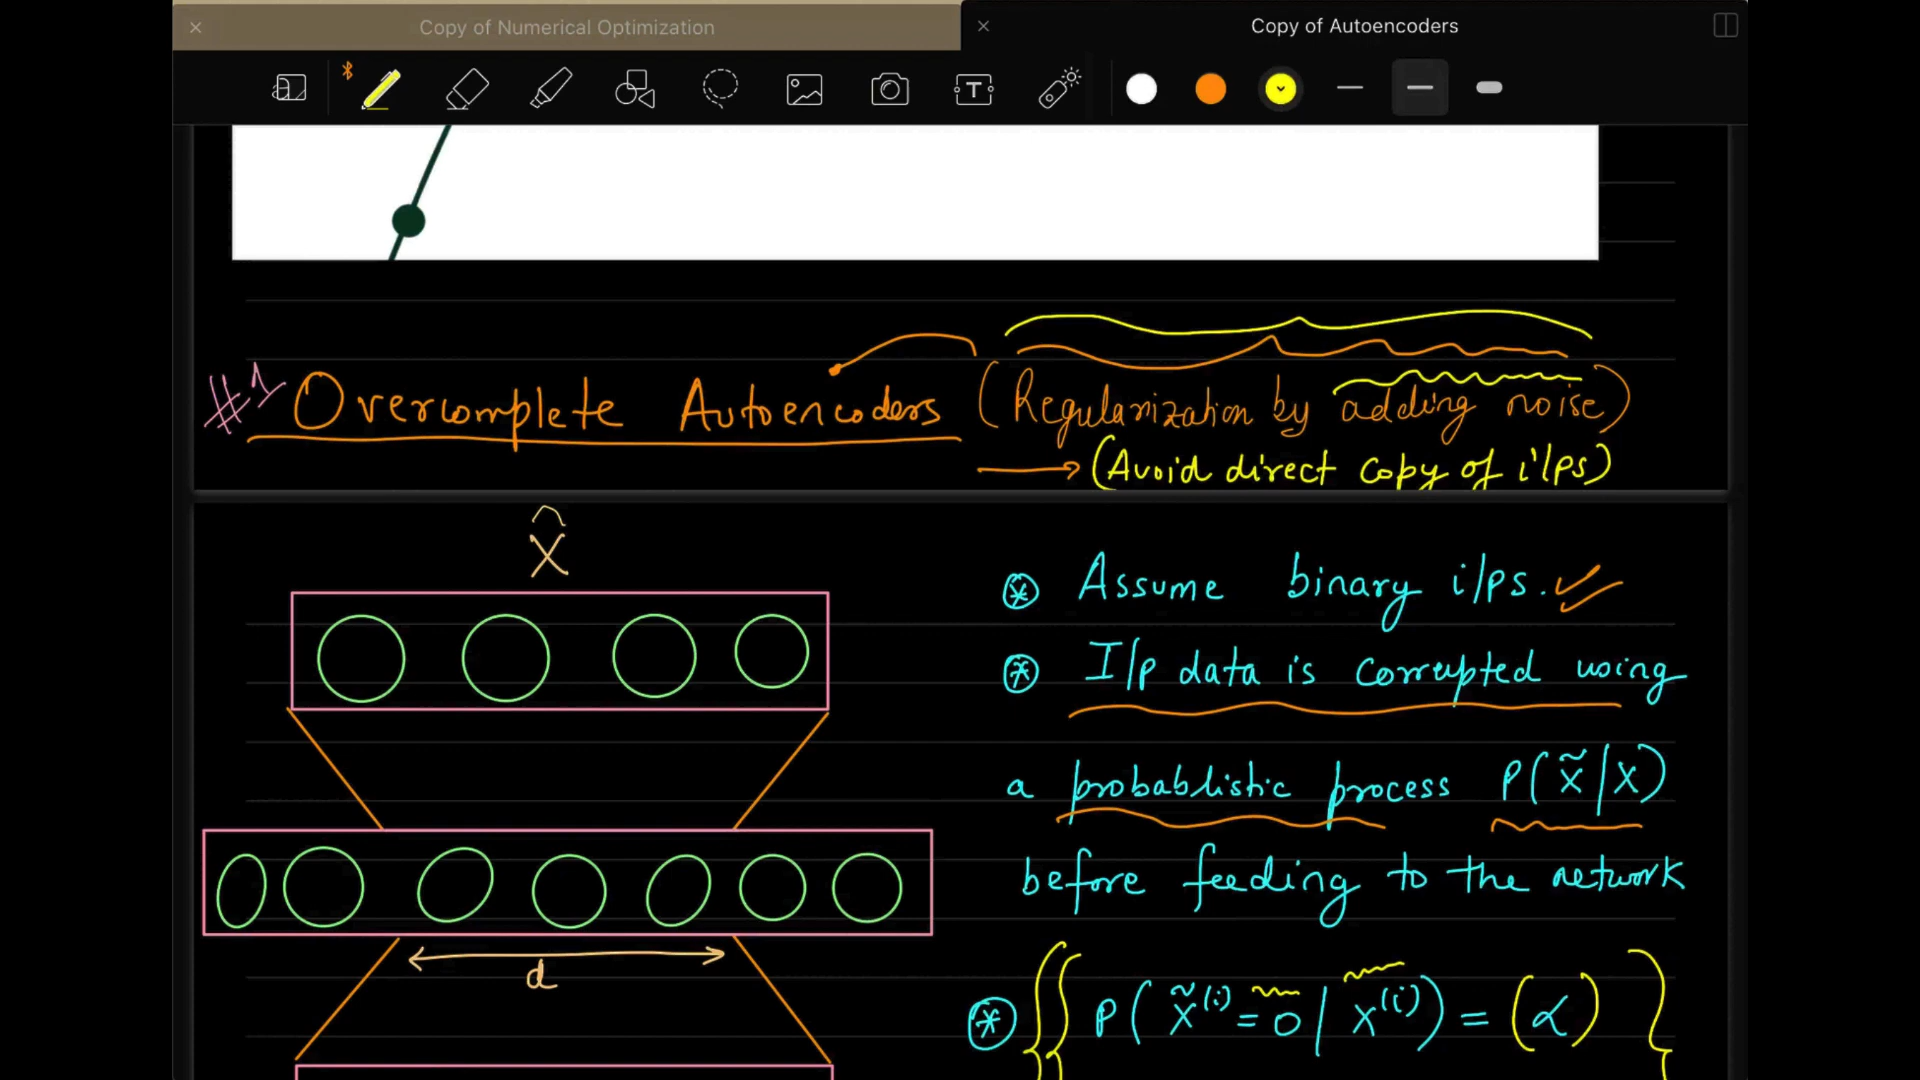 Copy of Numerical Optimization
Copy of Autoencoders
T
#1 Overcomplete Autoencoders (Regularization by adding noise)
→ (Avoid direct copy of i/ps)
X̂
⊛ Assume binary i/ps.
⊛ I/p data is corrupted using
a probablistic process P(x̃/x)
before feeding to the network
d
⊛ {{ P( x̃⁽ⁱ⁾ = 0 / x⁽ⁱ⁾) = (α) }